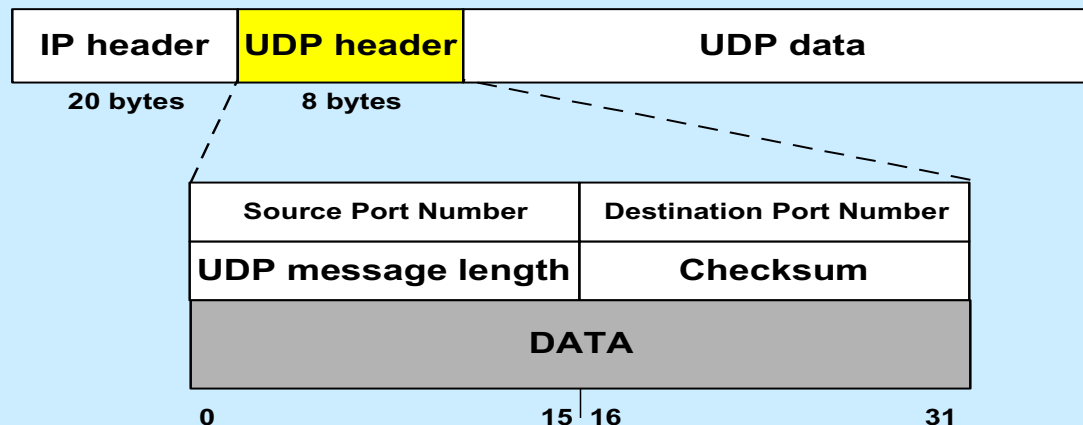 IP header UDP header UDP data
20 bytes 8 bytes
Source Port Number Destination Port Number
UDP message length Checksum
DATA
0 15 16 31